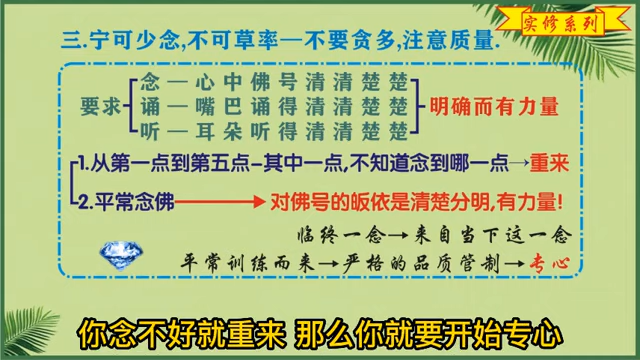 实修系列
三.宁可少念,不可草率—不要贪多,注意质量.
念—心中佛号清清楚楚
要求 诵—嘴巴诵得清清楚楚 明确而有力量
听—耳朵听得清清楚楚
1.从第一点到第五点–其中一点,不知道念到哪一点→重来
2.平常念佛→对佛号的皈依是清楚分明,有力量!
临终一念→来自当下这一念
平常训练而来→严格的品质管制→专心
你念不好就重来 那么你就要开始专心